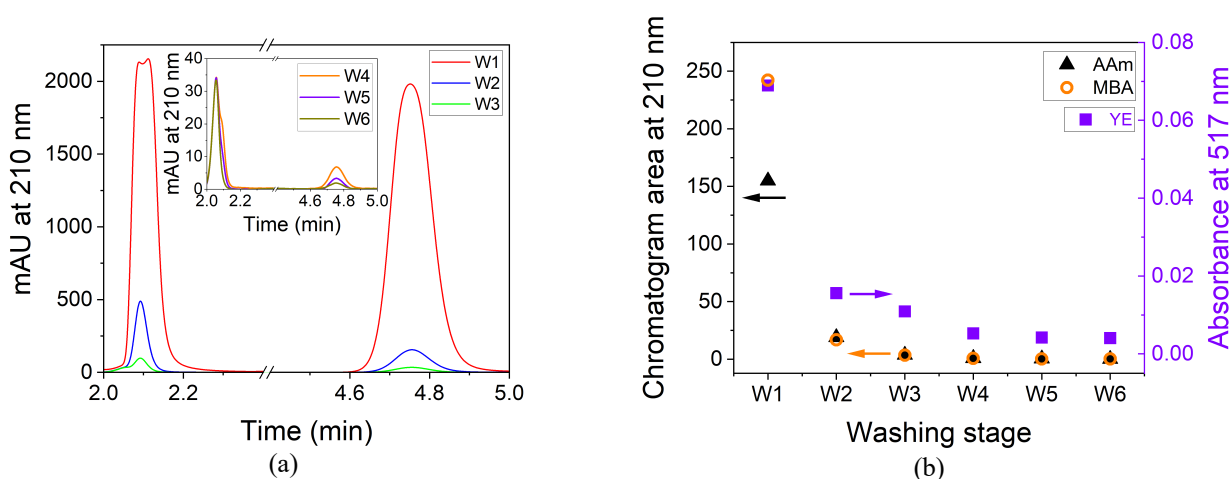 mAU at 210 nm
2000
1500
1000
500
0
2.0
2.2
4.6
4.8
5.0
Time (min)
W1
W2
W3
mAU at 210 nm
40
30
20
10
0
2.0
2.2
4.6
4.8
5.0
Time (min)
W4
W5
W6
(a)
Chromatogram area at 210 nm
250
200
150
100
50
0
W1
W2
W3
W4
W5
W6
Washing stage
AAm
MBA
YE
0.08
0.06
0.04
0.02
0.00
Absorbance at 517 nm
(b)